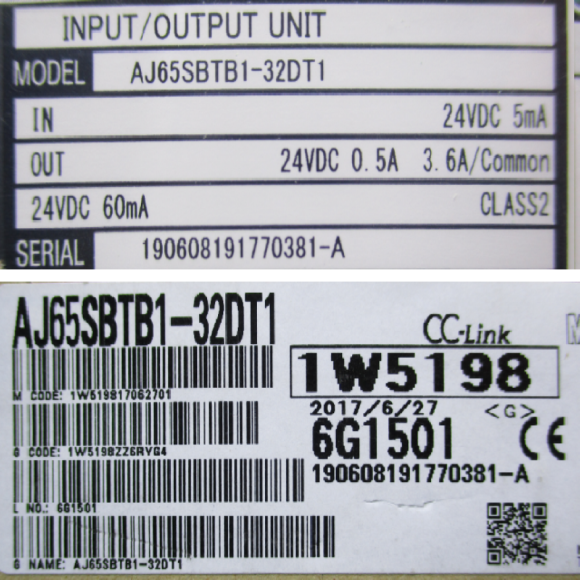 INPUT/OUTPUT UNIT
MODEL AJ65SBTB1-32DT1
IN 24VDC 5mA
OUT 24VDC 0.5A 3.6A/Common
24VDC 60mA CLASS2
SERIAL 190608191770381-A
AJ65SBTB1-32DT1
CC-Link
1W5198
M CODE: 1W519817062701
2017/6/27 <G>
6G1501 CE
G CODE: 1W5198ZZ6RYG4
190608191770381-A
L NO.: 6G1501
G NAME: AJ65SBTB1-32DT1